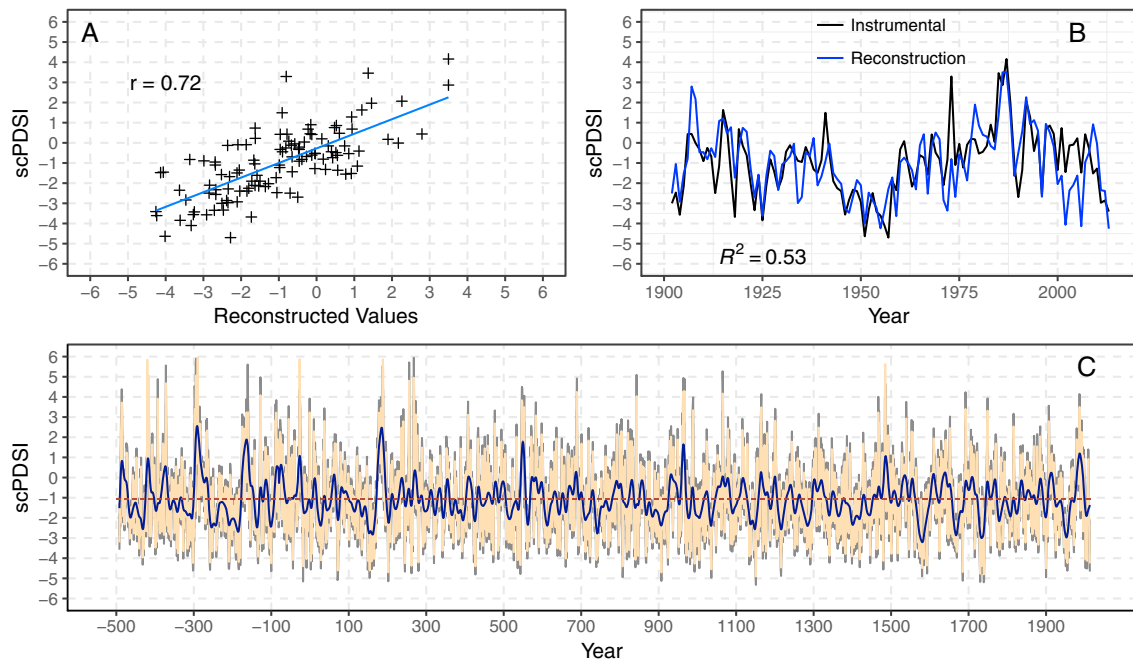 A
r = 0.72
scPDSI
6
5
4
3
2
1
0
−1
−2
−3
−4
−5
−6
−6 −5 −4 −3 −2 −1 0 1 2 3 4 5 6
Reconstructed Values
B
Instrumental
Reconstruction
R² = 0.53
scPDSI
6
5
4
3
2
1
0
−1
−2
−3
−4
−5
−6
1900 1925 1950 1975 2000
Year
C
scPDSI
6
5
4
3
2
1
0
−1
−2
−3
−4
−5
−6
−500 −300 −100 100 300 500 700 900 1100 1300 1500 1700 1900
Year